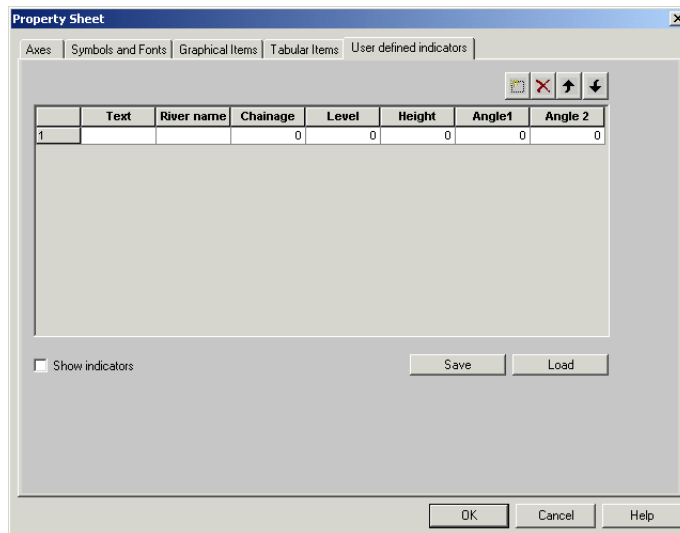 Property Sheet
Axes Symbols and Fonts Graphical Items Tabular Items User defined indicators
Text River name Chainage Level Height Angle1 Angle 2
1 0 0 0 0 0
Show indicators Save Load
OK Cancel Help